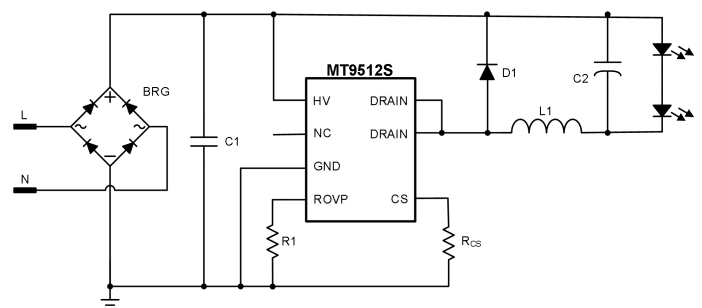 MT9512S
BRG
L
N
+
~
~
−
C1
HV
DRAIN
NC
DRAIN
GND
ROVP
CS
R1
RCS
D1
L1
C2